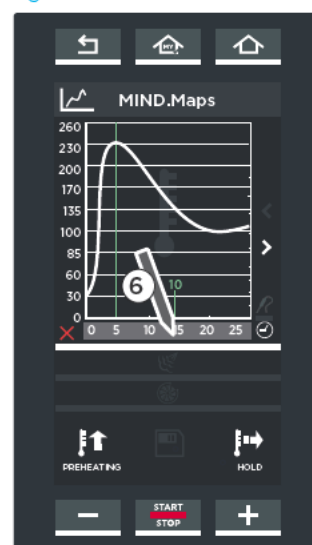 MY
MIND.Maps
260
230
200
170
135
100
85
60
30
0
6
10
0 5 10 15 20 25
PREHEATING
HOLD
START
STOP